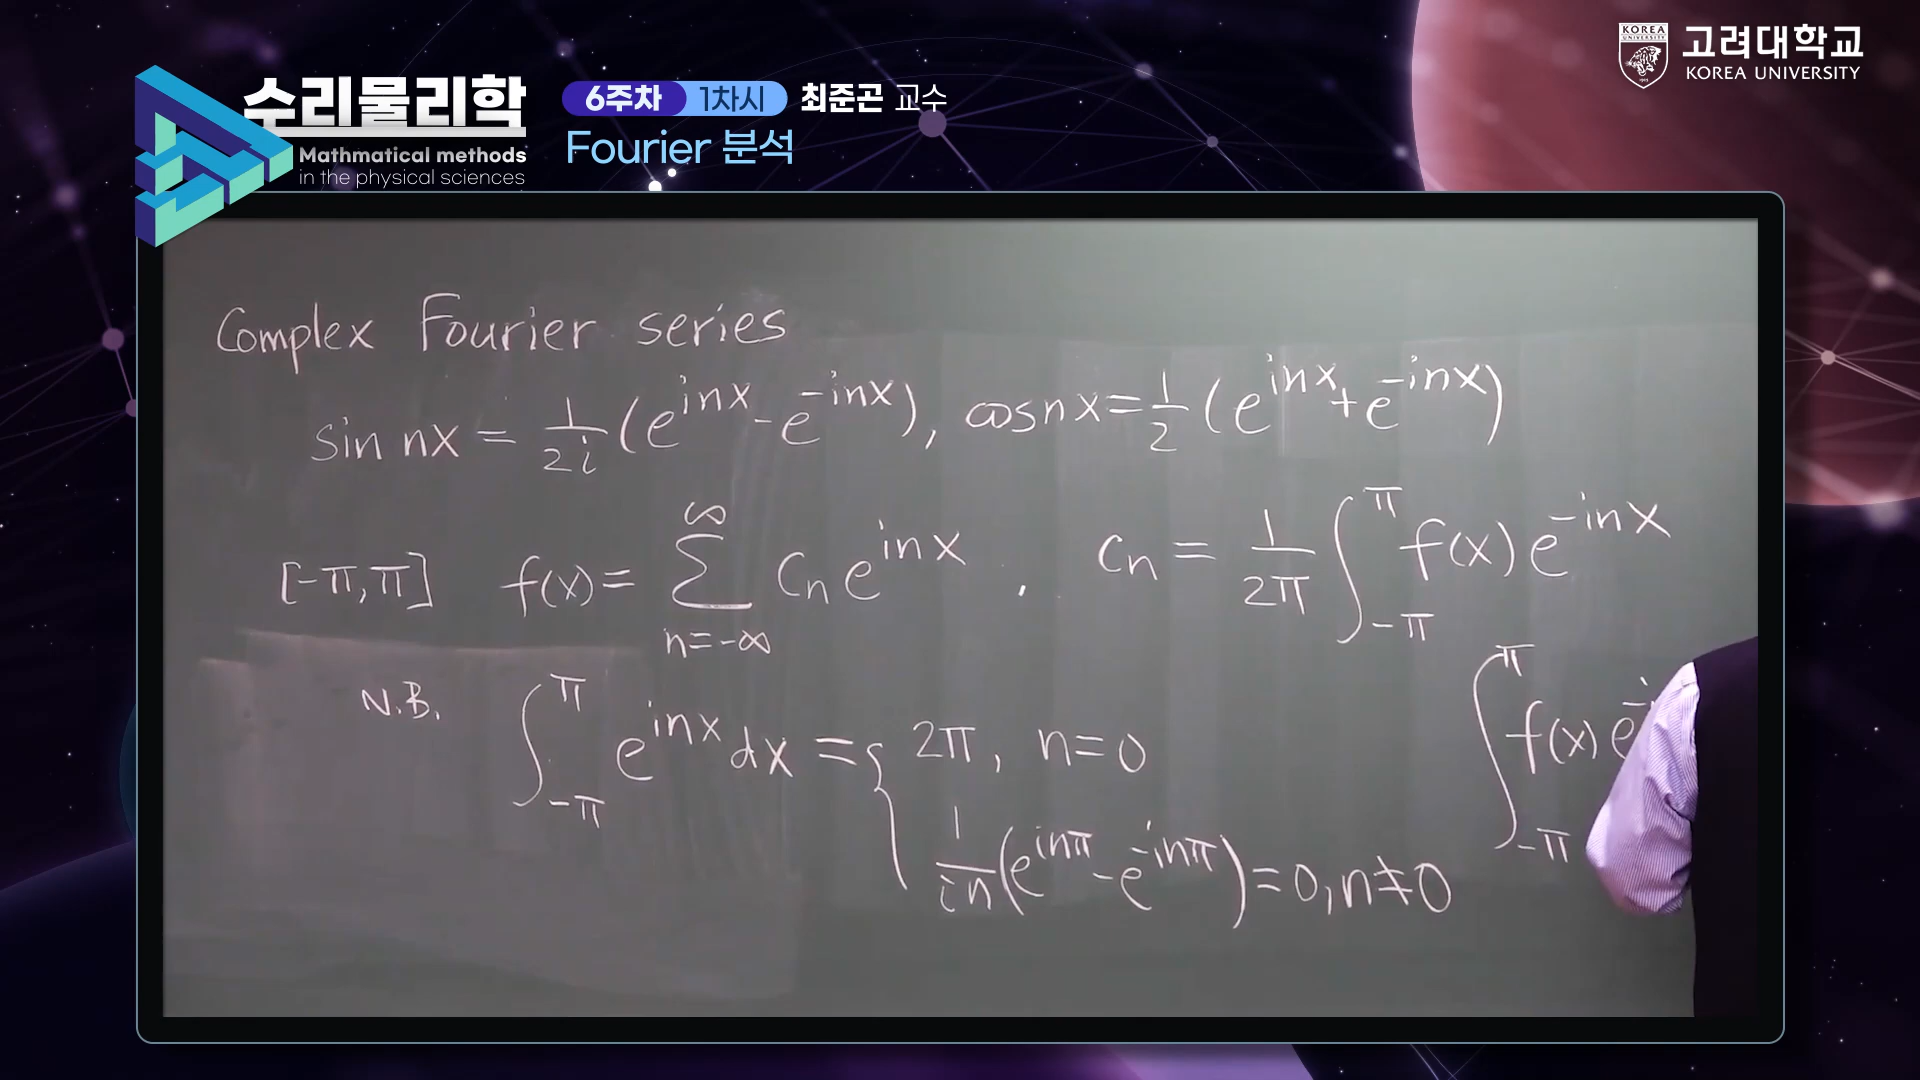 수리물리학
Mathmatical methods
in the physical sciences
6주차 1차시 최준곤 교수
Fourier 분석
KOREA
UNIVERSITY
1905
고려대학교
KOREA UNIVERSITY
Complex Fourier series
sin nx = 1/2i (e^{inx} - e^{-inx}), cos nx = 1/2 (e^{inx} + e^{-inx})
[-π, π] f(x) = ∑_{n=-∞}^{∞} C_n e^{inx}, C_n = 1/2π ∫_{-π}^{π} f(x) e^{-inx}
N.B. ∫_{-π}^{π} e^{inx} dx = { 2π, n=0
1/in (e^{inπ} - e^{-inπ}) = 0, n≠0
∫_{-π}^{π} f(x) e^{-i